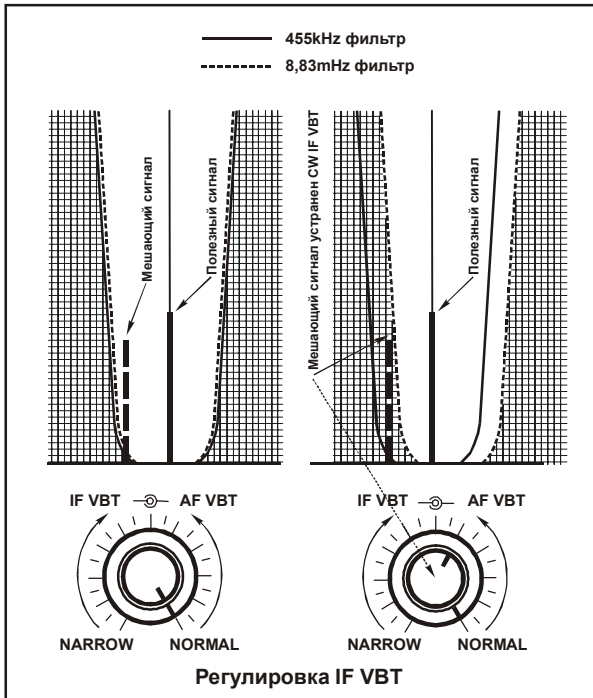 455kHz фильтр
8,83mHz фильтр
Мешающий сигнал
Полезный сигнал
Мешающий сигнал устранен CW IF VBT
Полезный сигнал
IF VBT
AF VBT
NARROW
NORMAL
IF VBT
AF VBT
NARROW
NORMAL
Регулировка IF VBT